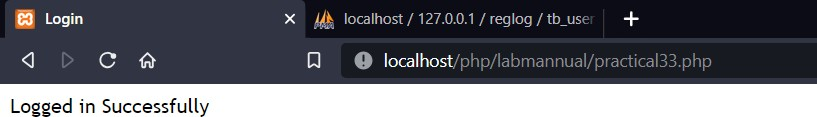 Login
localhost / 127.0.0.1 / reglog / tb_user
localhost/php/labmannual/practical33.php
Logged in Successfully